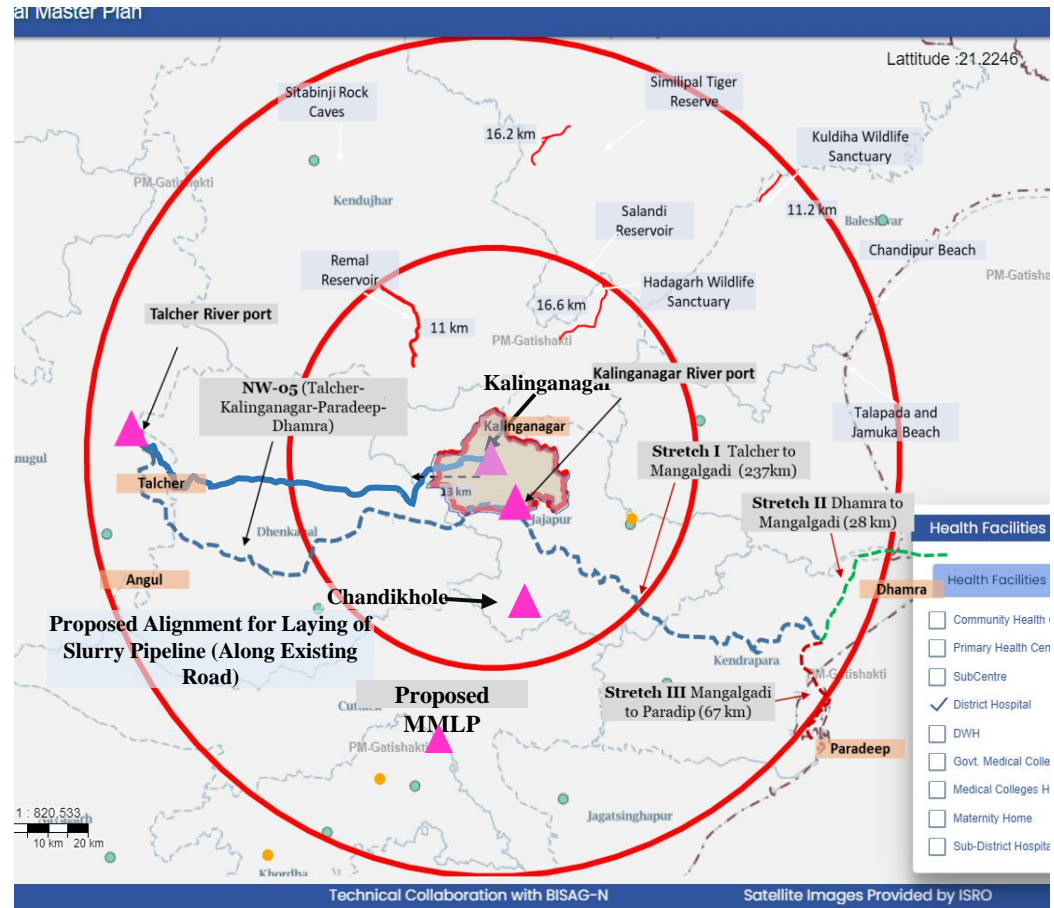 al Master Plan
Lattitude :21.2246
Sitabinji Rock
Caves
Similipal Tiger
Reserve
16.2 km
Kuldiha Wildlife
Sanctuary
PM-Gatishakti
Kendujhar
11.2 km
Baleshwar
Salandi
Reservoir
Chandipur Beach
Remal
Reservoir
Hadagarh Wildlife
Sanctuary
PM-Gatisha
16.6 km
Talcher River port
11 km
PM-Gatishakti
Kalinganagar River port
Kalinganagar
NW-05 (Talcher-
Kalinganagar-Paradeep-
Dhamra)
Kalinganagar
Talapada and
Jamuka Beach
Stretch I Talcher to
Mangalgadi (237km)
nugul
Talcher
13 km
Stretch II Dhamra to
Mangalgadi (28 km)
Jajapur
Dhenkanal
Health Facilities
Angul
Health Facilities
Dhamra
Chandikhole
Community Health
Proposed Alignment for Laying of
Slurry Pipeline (Along Existing
Road)
Primary Health Cen
Kendrapara
PM-Gatishakti
SubCentre
Stretch III Mangalgadi
to Paradip (67 km)
District Hospital
Proposed
MMLP
DWH
PM-Gatishakti
Paradeep
Govt. Medical Colle
Medical Colleges H
1 : 820,533
Jagatsinghapur
Maternity Home
10 km 20 km
Sub-District Hospita
Khordha
Technical Collaboration with BISAG-N
Satellite Images Provided by ISRO